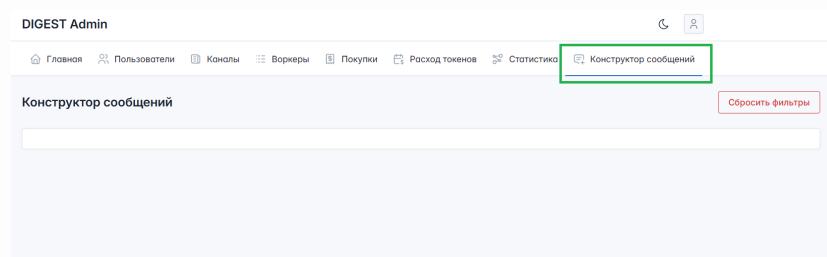 DIGEST Admin
Главная Пользователи Каналы Воркеры Покупки Расход токенов Статистика Конструктор сообщений
Конструктор сообщений Сбросить фильтры